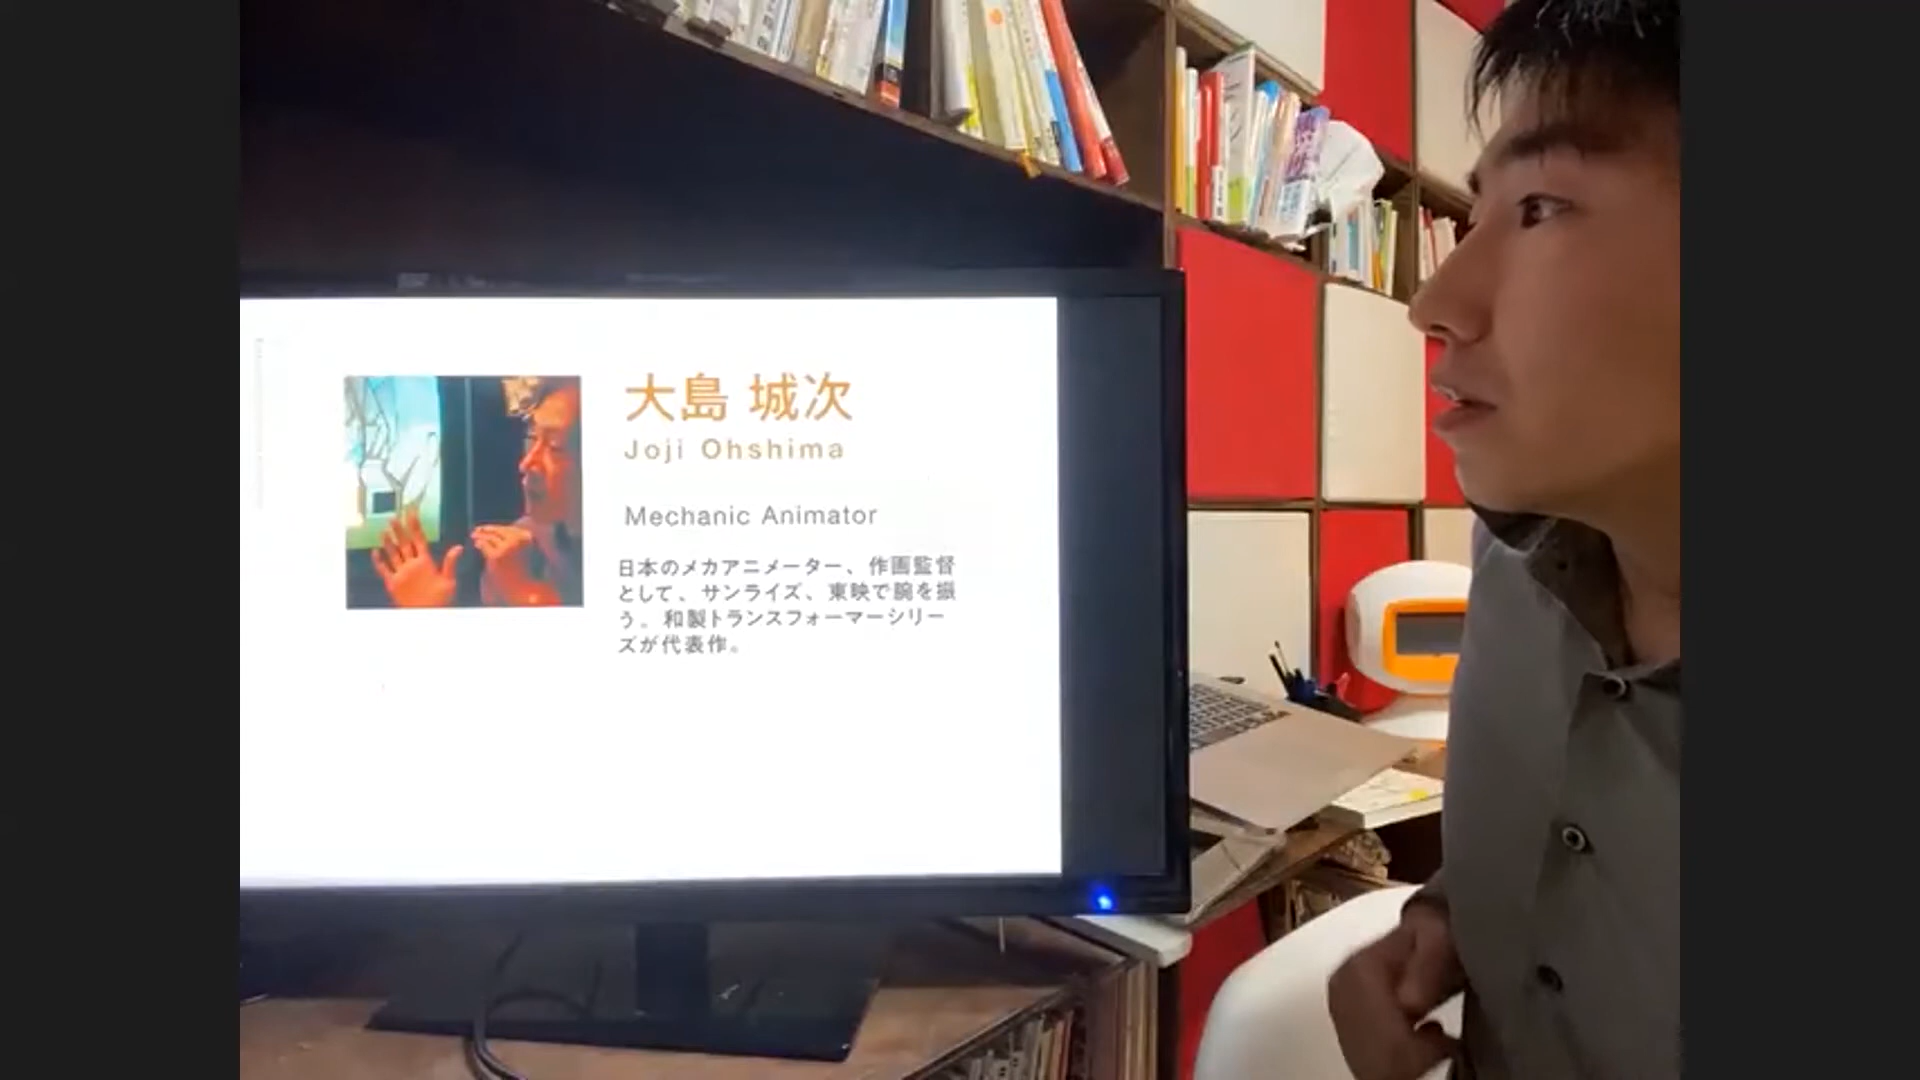 大島 城次
Joji Ohshima
Mechanic Animator
日本のメカアニメーター、作画監督
として、サンライズ、東映で腕を振
う。和製トランスフォーマーシリー
ズが代表作。